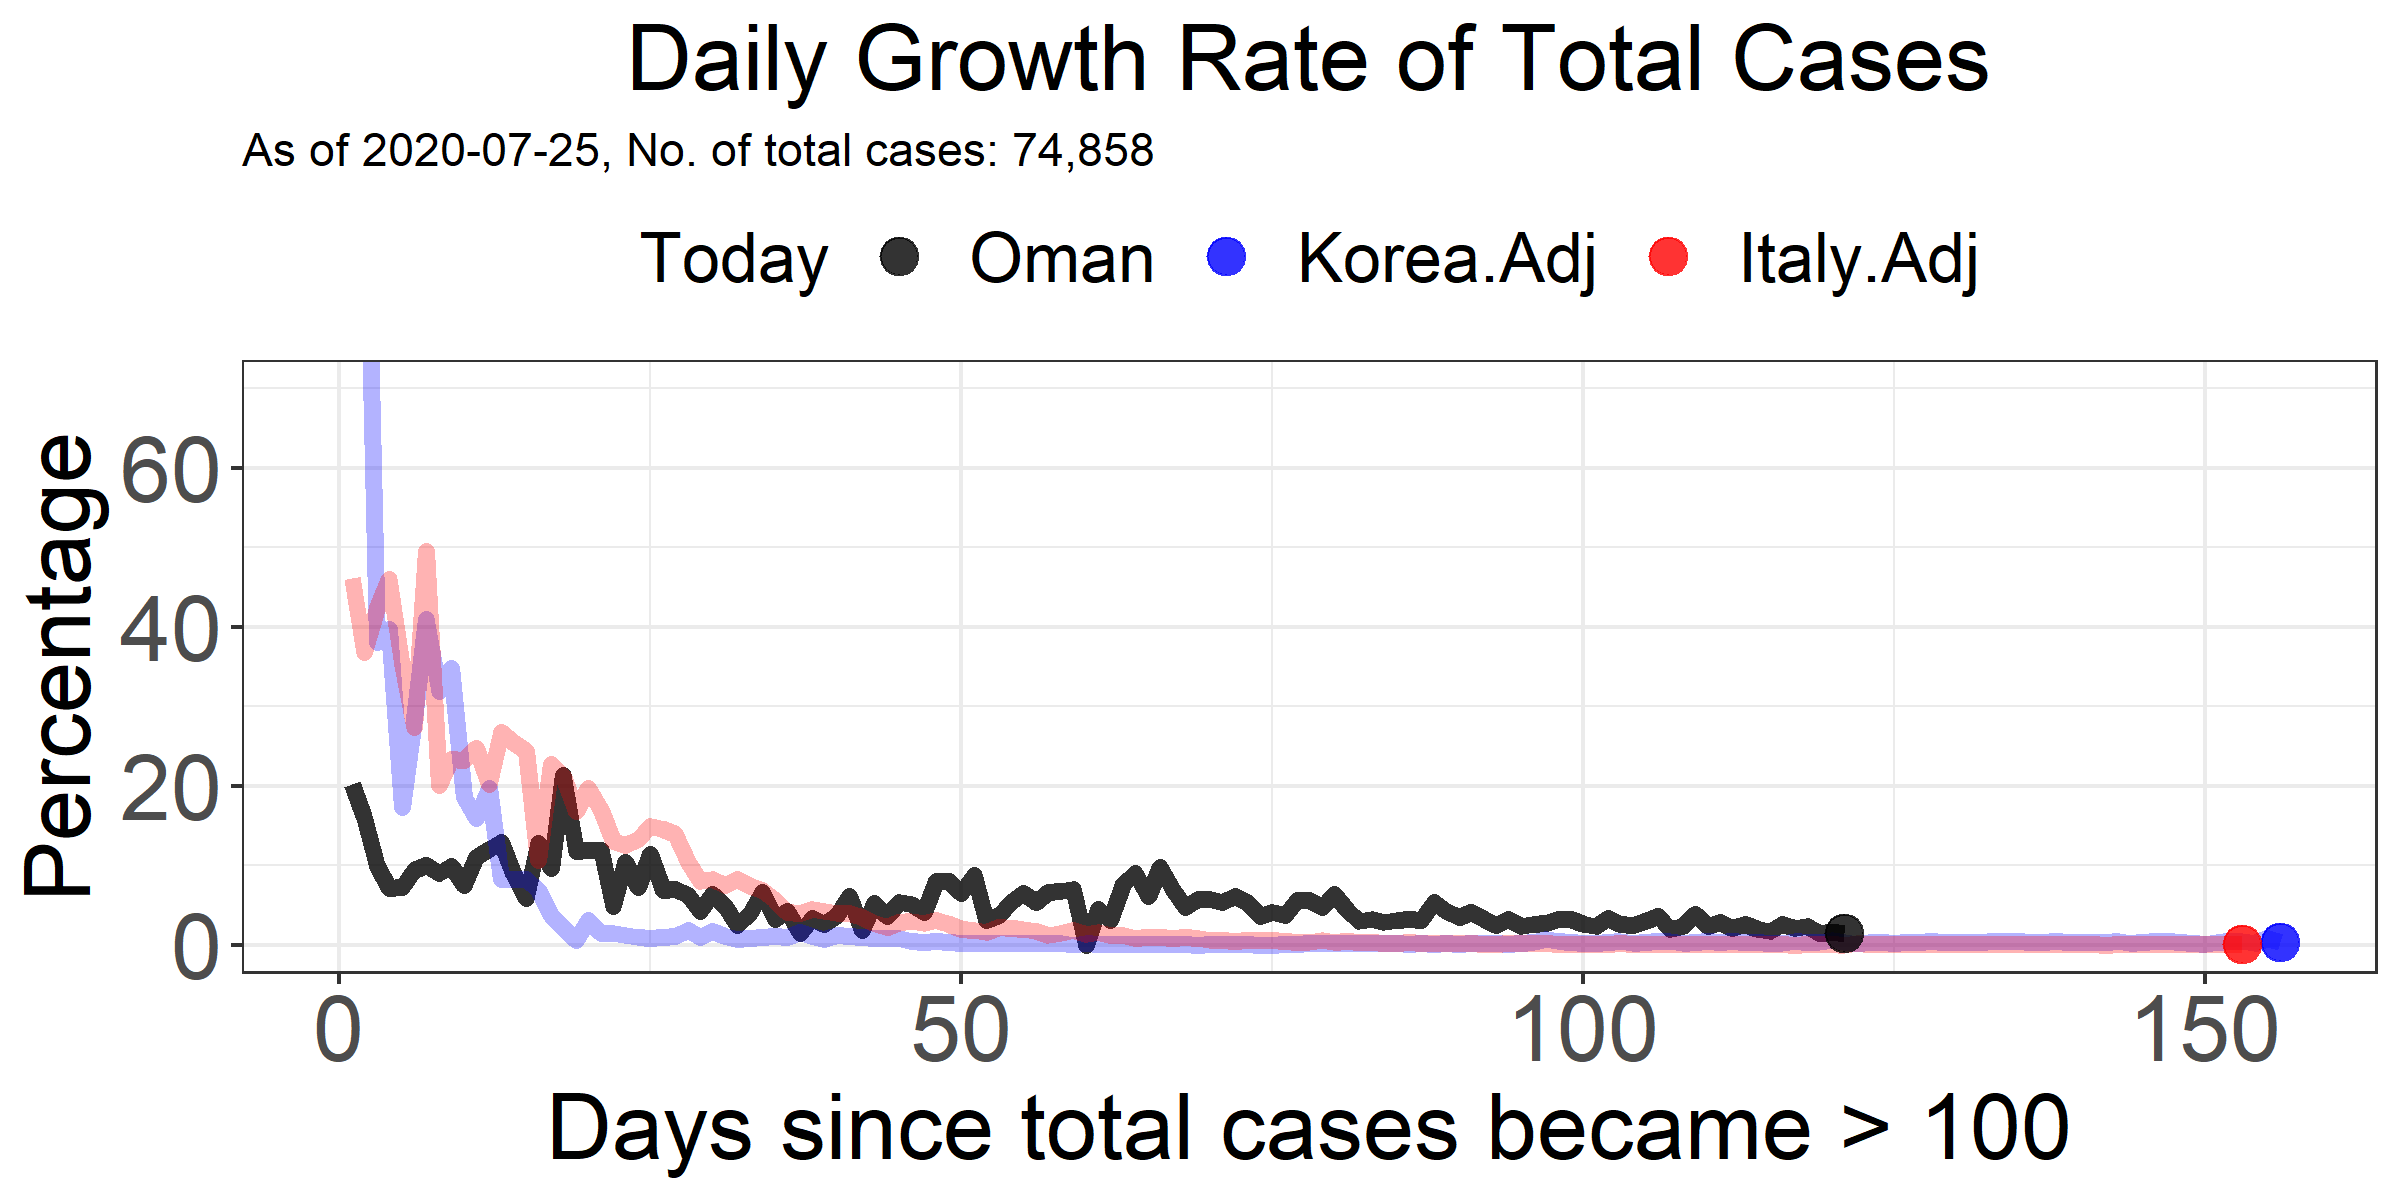 Daily Growth Rate of Total Cases
As of 2020-07-25, No. of total cases: 74,858
Today Oman Korea.Adj Italy.Adj
Percentage
60
40
20
0
0 50 100 150
Days since total cases became > 100